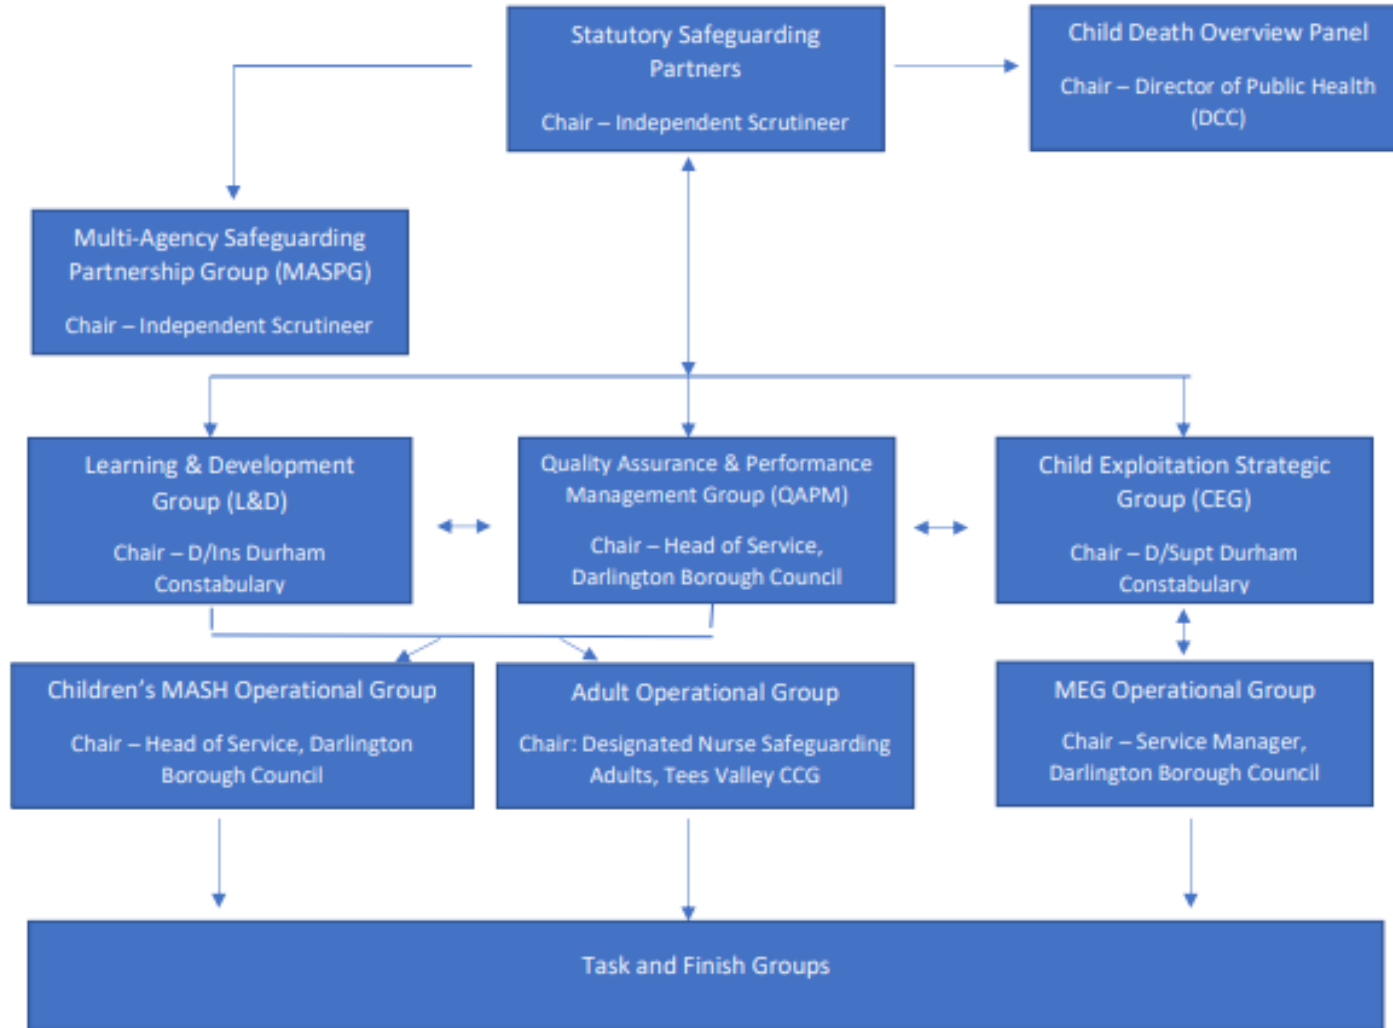 Statutory Safeguarding
Partners
Chair – Independent Scrutineer
Child Death Overview Panel
Chair – Director of Public Health
(DCC)
Multi-Agency Safeguarding
Partnership Group (MASPG)
Chair – Independent Scrutineer
Learning & Development
Group (L&D)
Chair – D/Ins Durham
Constabulary
Quality Assurance & Performance
Management Group (QAPM)
Chair – Head of Service,
Darlington Borough Council
Child Exploitation Strategic
Group (CEG)
Chair – D/Supt Durham
Constabulary
Children's MASH Operational Group
Chair – Head of Service, Darlington
Borough Council
Adult Operational Group
Chair: Designated Nurse Safeguarding
Adults, Tees Valley CCG
MEG Operational Group
Chair – Service Manager,
Darlington Borough Council
Task and Finish Groups